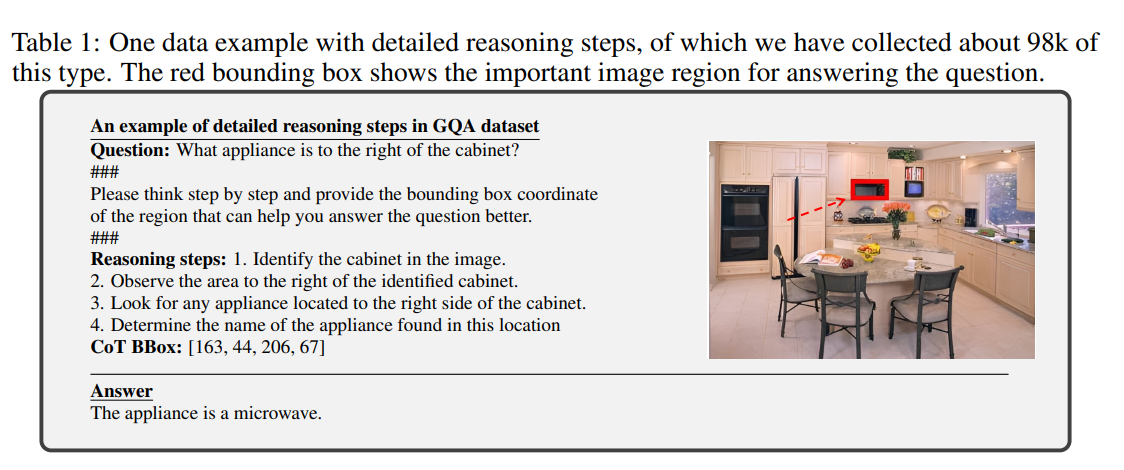 Table 1: One data example with detailed reasoning steps, of which we have collected about 98k of
this type. The red bounding box shows the important image region for answering the question.
An example of detailed reasoning steps in GQA dataset
Question: What appliance is to the right of the cabinet?
###
Please think step by step and provide the bounding box coordinate
of the region that can help you answer the question better.
###
Reasoning steps: 1. Identify the cabinet in the image.
2. Observe the area to the right of the identified cabinet.
3. Look for any appliance located to the right side of the cabinet.
4. Determine the name of the appliance found in this location
CoT BBox: [163, 44, 206, 67]
Answer
The appliance is a microwave.